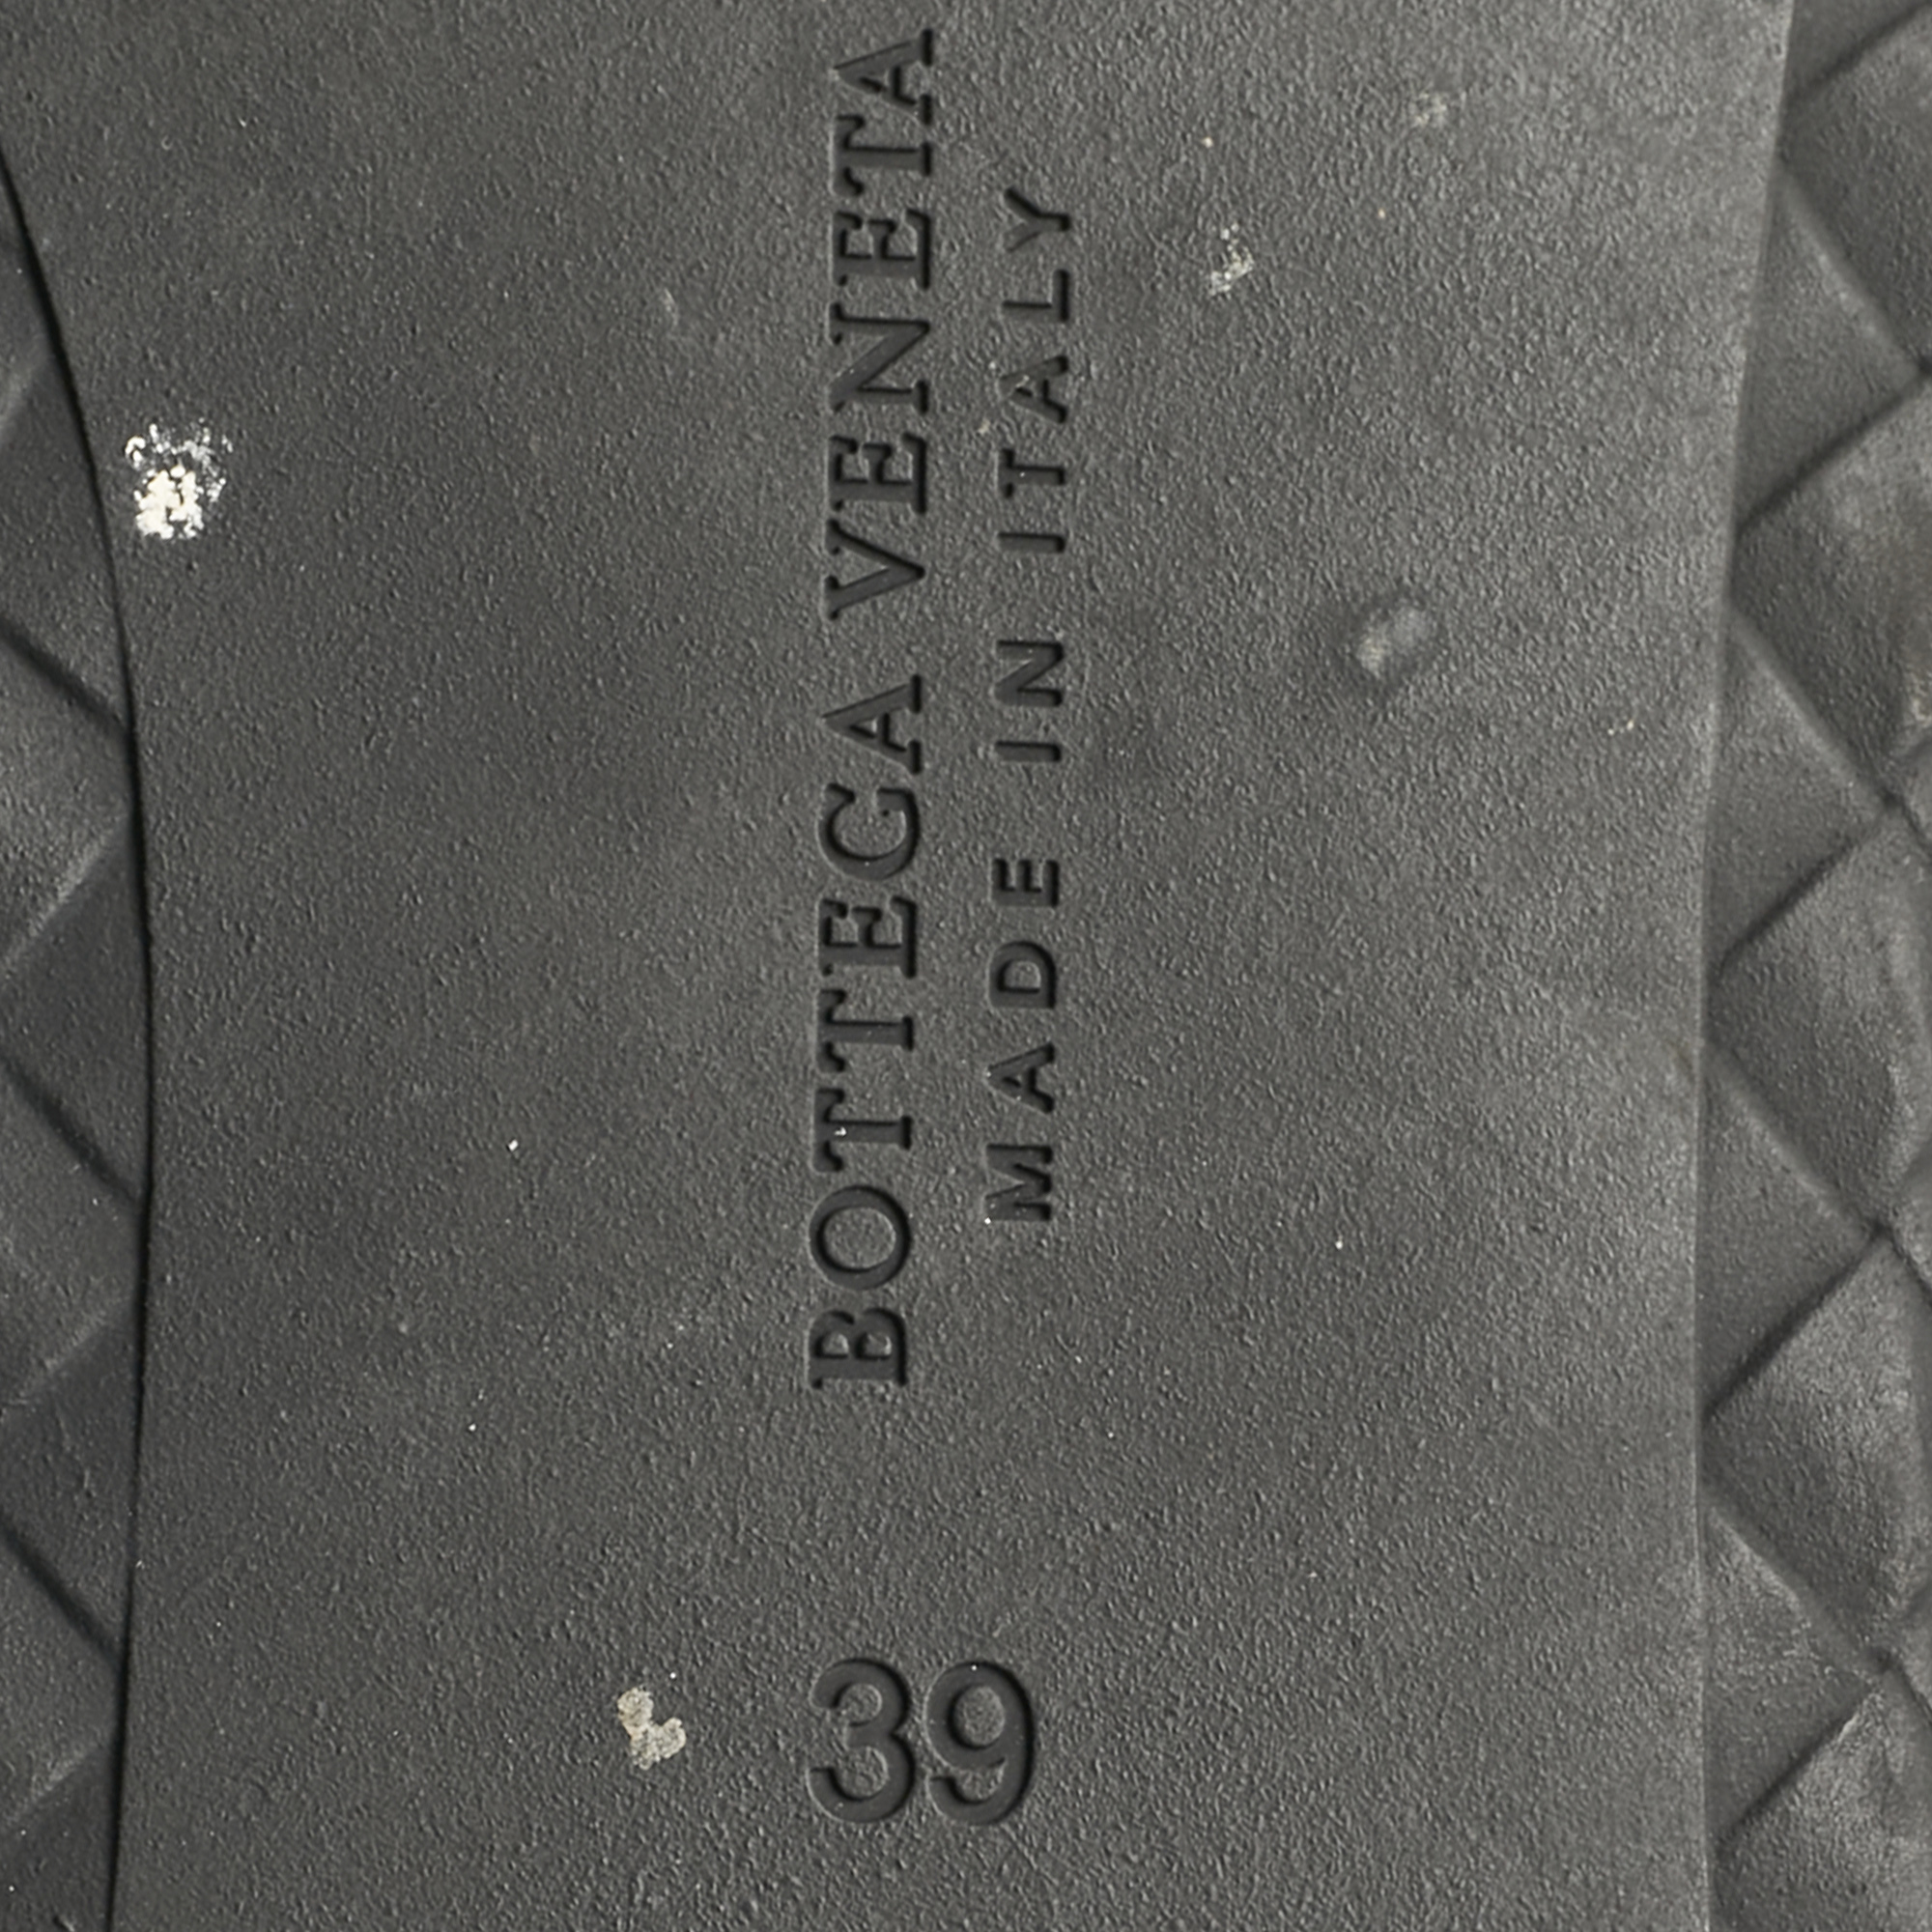 BOTTEGA VENETA
MADE IN ITALY
39